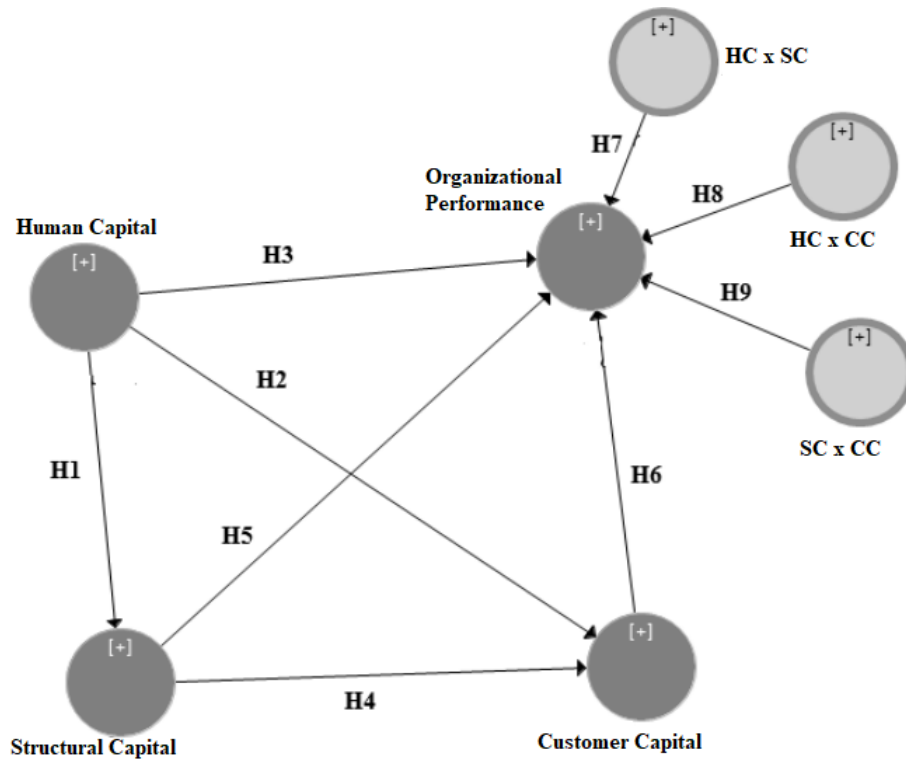 [+]
HC x SC
[+]
H7
Organizational
Performance
H8
[+]
HC x CC
Human Capital
[+]
H3
H9
[+]
H2
SC x CC
H1
H6
H5
[+]
[+]
H4
Structural Capital
Customer Capital